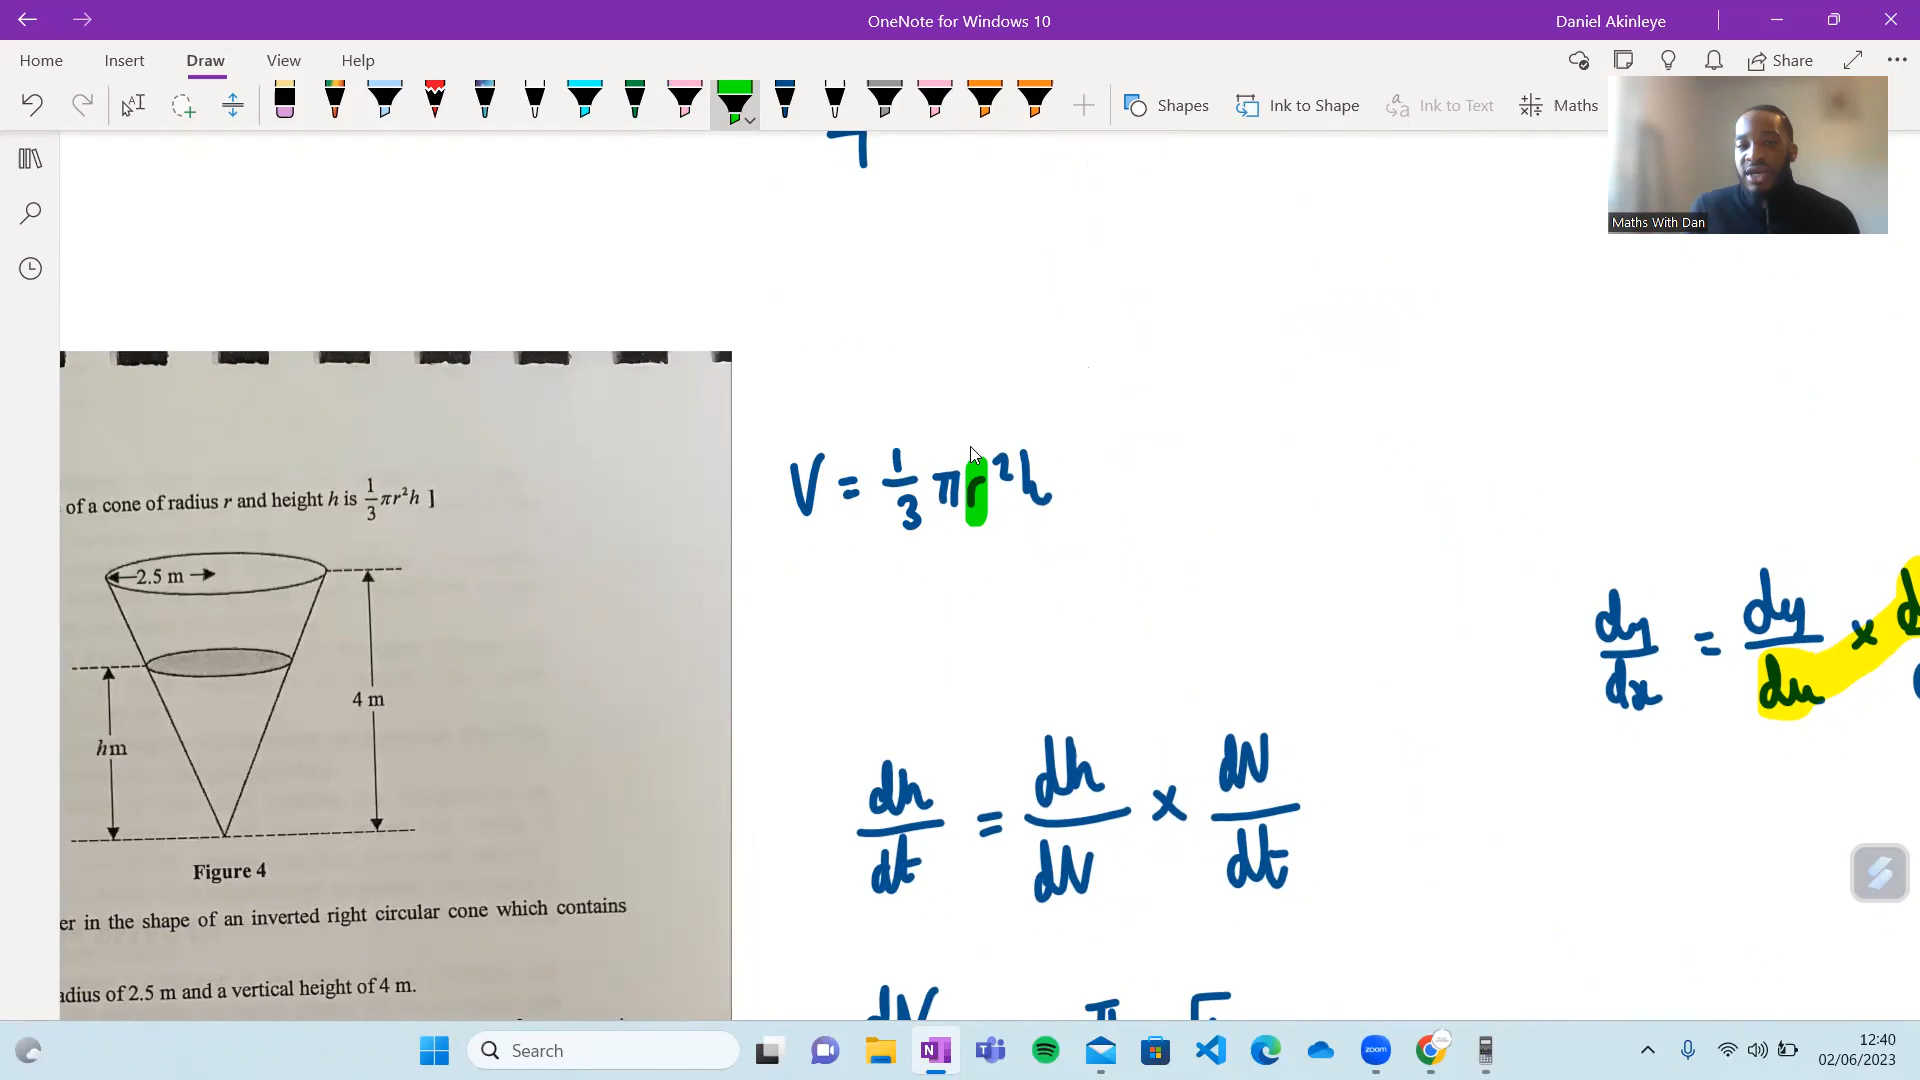 OneNote for Windows 10
Daniel Akinleye
Home Insert Draw View Help
Share
Shapes Ink to Shape Ink to Text Maths
Maths With Dan
of a cone of radius r and height h is 1/3 πr²h ]
V = 1/3 πr²h
2.5 m
4 m
hm
dy/dx = dy/du ×
dh/dt = dh/dV × dV/dt
Figure 4
er in the shape of an inverted right circular cone which contains
adius of 2.5 m and a vertical height of 4 m.
dV π
Search
zoom
12:40
02/06/2023